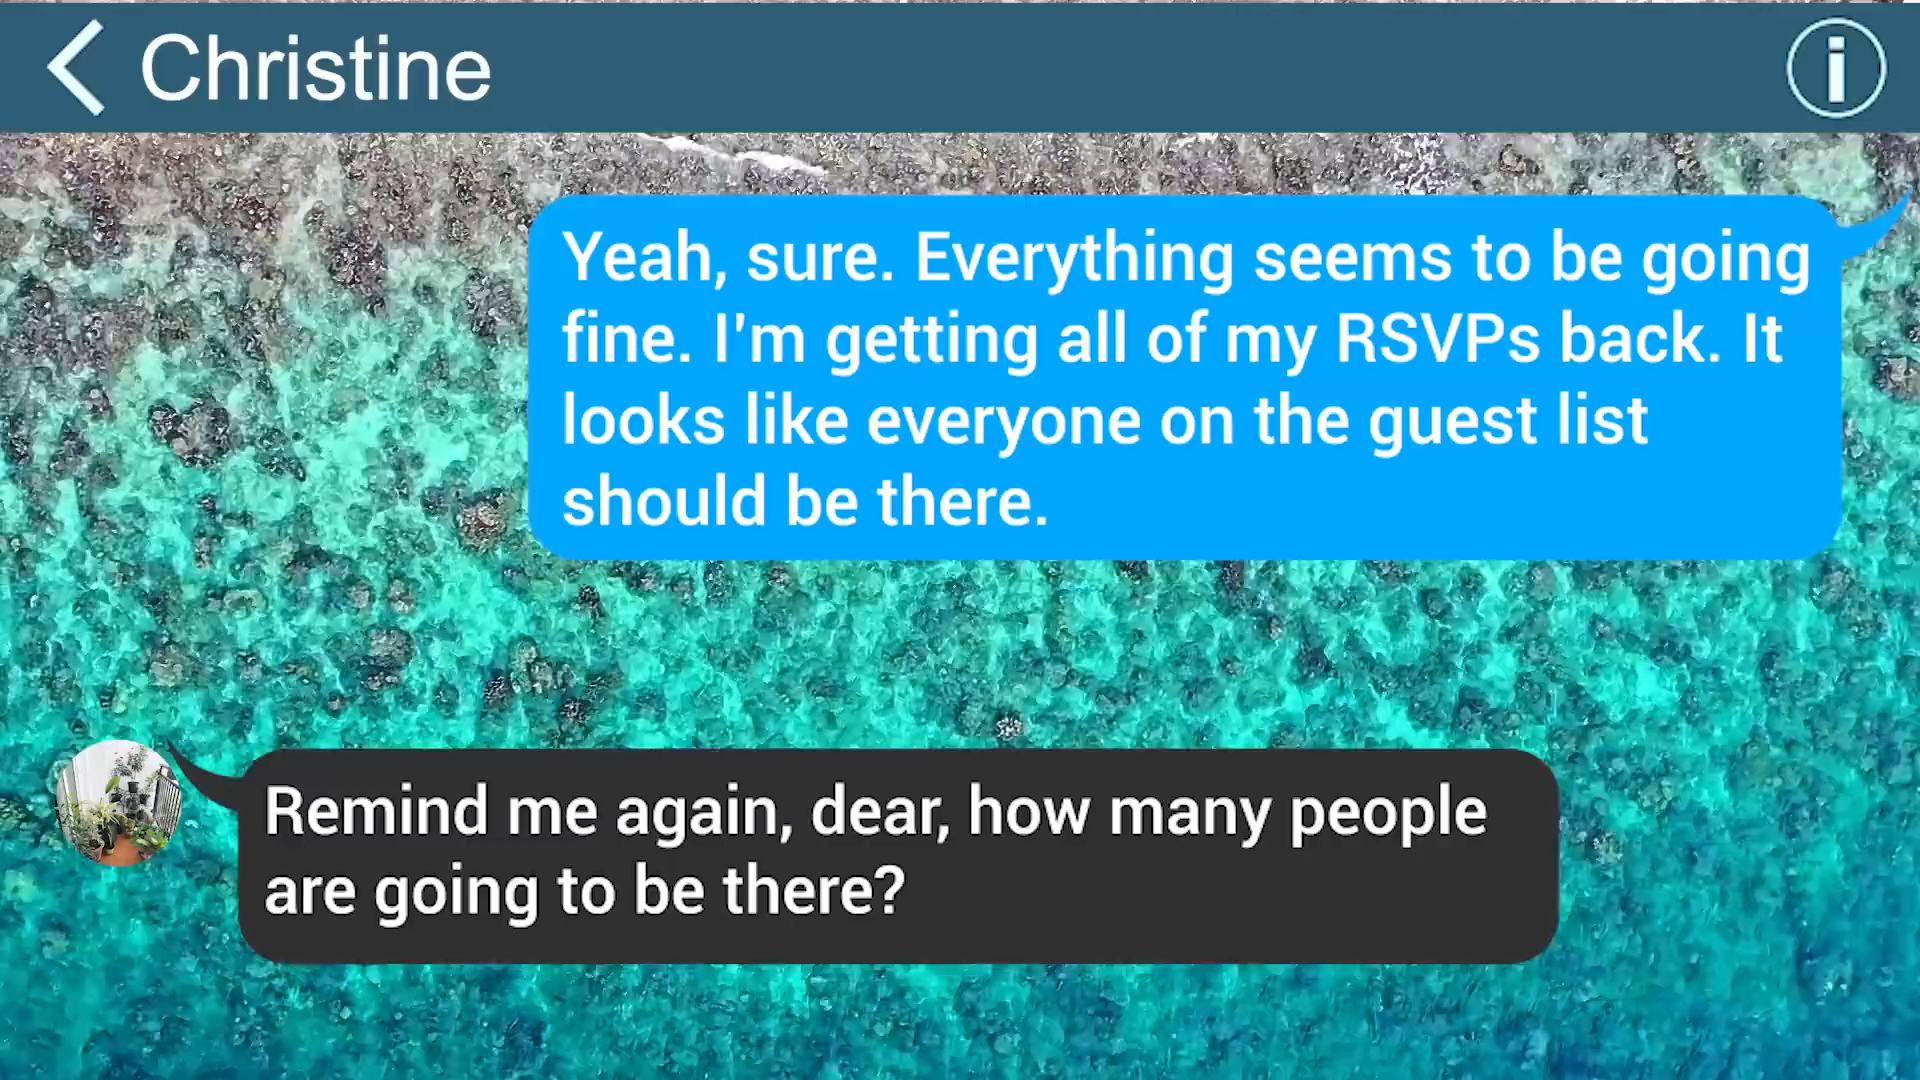 Christine
Yeah, sure. Everything seems to be going
fine. I'm getting all of my RSVPs back. It
looks like everyone on the guest list
should be there.
Remind me again, dear, how many people
are going to be there?